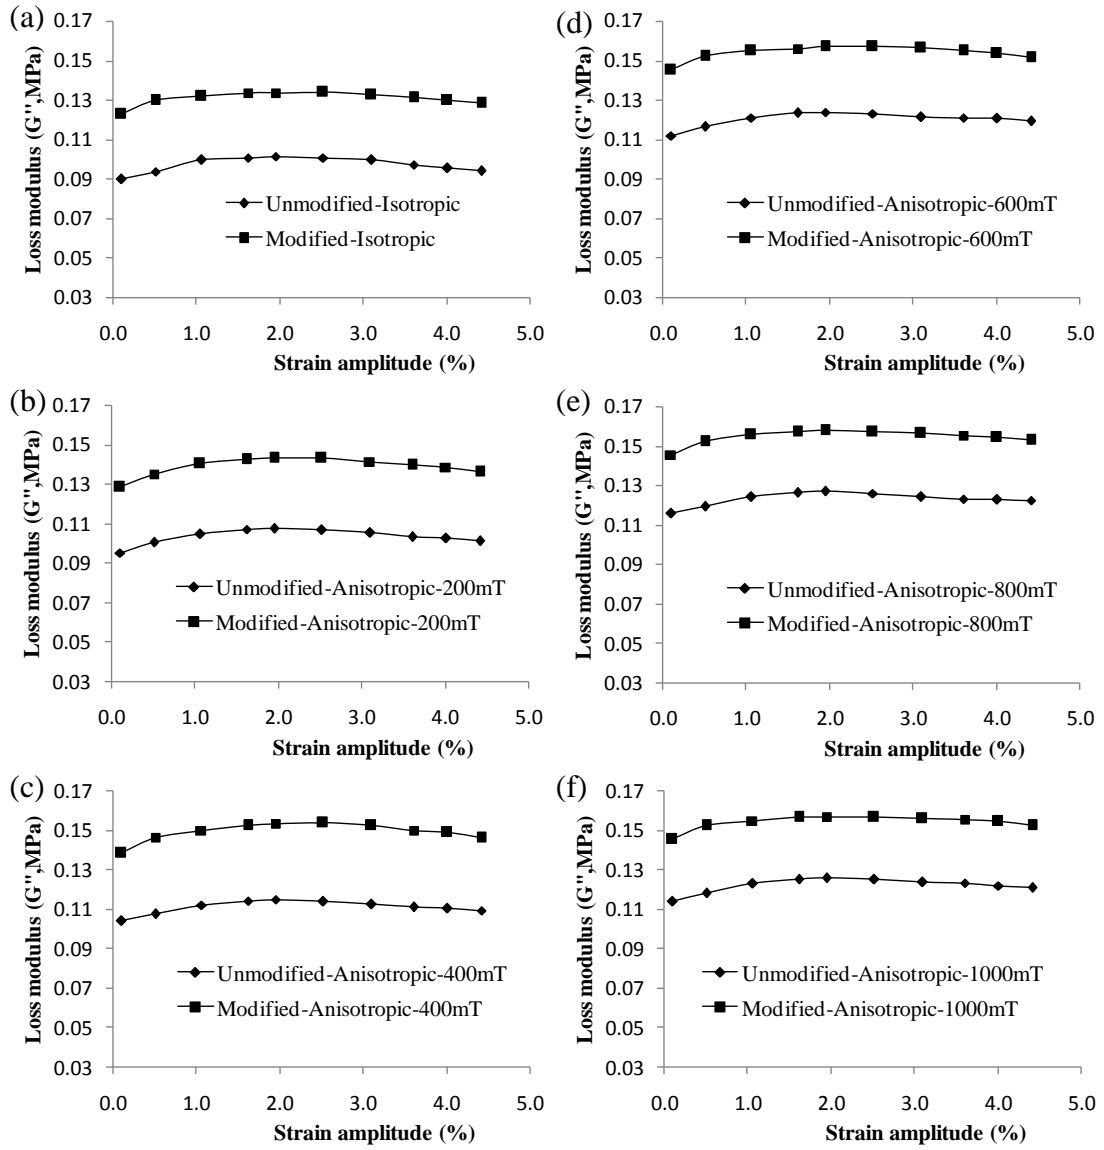 (a)
0.17
0.15
0.13
0.11
0.09
0.07
0.05
0.03
Loss modulus (G",MPa)
Unmodified-Isotropic
Modified-Isotropic
0.0 1.0 2.0 3.0 4.0 5.0
Strain amplitude (%)
(b)
0.17
0.15
0.13
0.11
0.09
0.07
0.05
0.03
Loss modulus (G",MPa)
Unmodified-Anisotropic-200mT
Modified-Anisotropic-200mT
0.0 1.0 2.0 3.0 4.0 5.0
Strain amplitude (%)
(c)
0.17
0.15
0.13
0.11
0.09
0.07
0.05
0.03
Loss modulus (G",MPa)
Unmodified-Anisotropic-400mT
Modified-Anisotropic-400mT
0.0 1.0 2.0 3.0 4.0 5.0
Strain amplitude (%)
(d)
0.17
0.15
0.13
0.11
0.09
0.07
0.05
0.03
Loss modulus (G",MPa)
Unmodified-Anisotropic-600mT
Modified-Anisotropic-600mT
0.0 1.0 2.0 3.0 4.0 5.0
Strain amplitude (%)
(e)
0.17
0.15
0.13
0.11
0.09
0.07
0.05
0.03
Loss modulus (G",MPa)
Unmodified-Anisotropic-800mT
Modified-Anisotropic-800mT
0.0 1.0 2.0 3.0 4.0 5.0
Strain amplitude (%)
(f)
0.17
0.15
0.13
0.11
0.09
0.07
0.05
0.03
Loss modulus (G",MPa)
Unmodified-Anisotropic-1000mT
Modified-Anisotropic-1000mT
0.0 1.0 2.0 3.0 4.0 5.0
Strain amplitude (%)